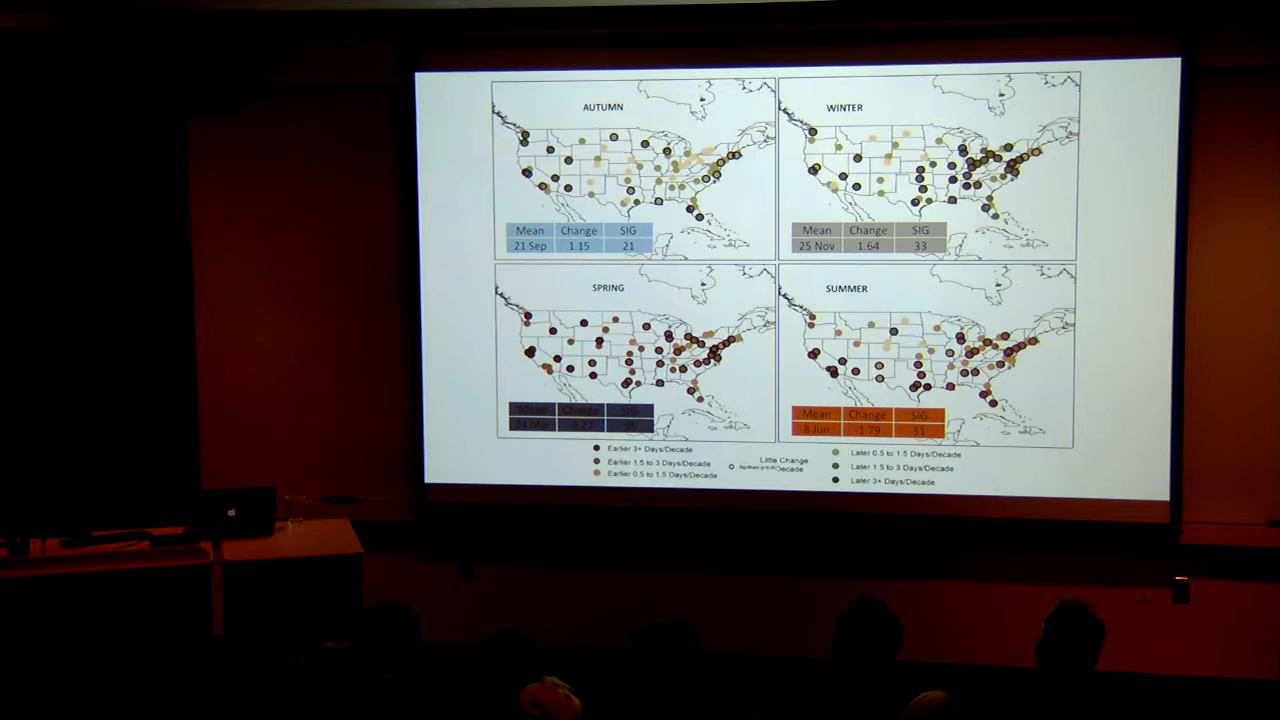 AUTUMN
Mean Change SIG
21 Sep 1.15 21
WINTER
Mean Change SIG
25 Nov 1.64 33
SPRING
Mean Change SIG
SUMMER
Mean Change SIG
8 Jun -1.79 31
Earlier 3+ Days/Decade
Earlier 1.5 to 3 Days/Decade
Earlier 0.5 to 1.5 Days/Decade
Little Change
Later 0.5 to 1.5 Days/Decade
Later 1.5 to 3 Days/Decade
Later 3+ Days/Decade